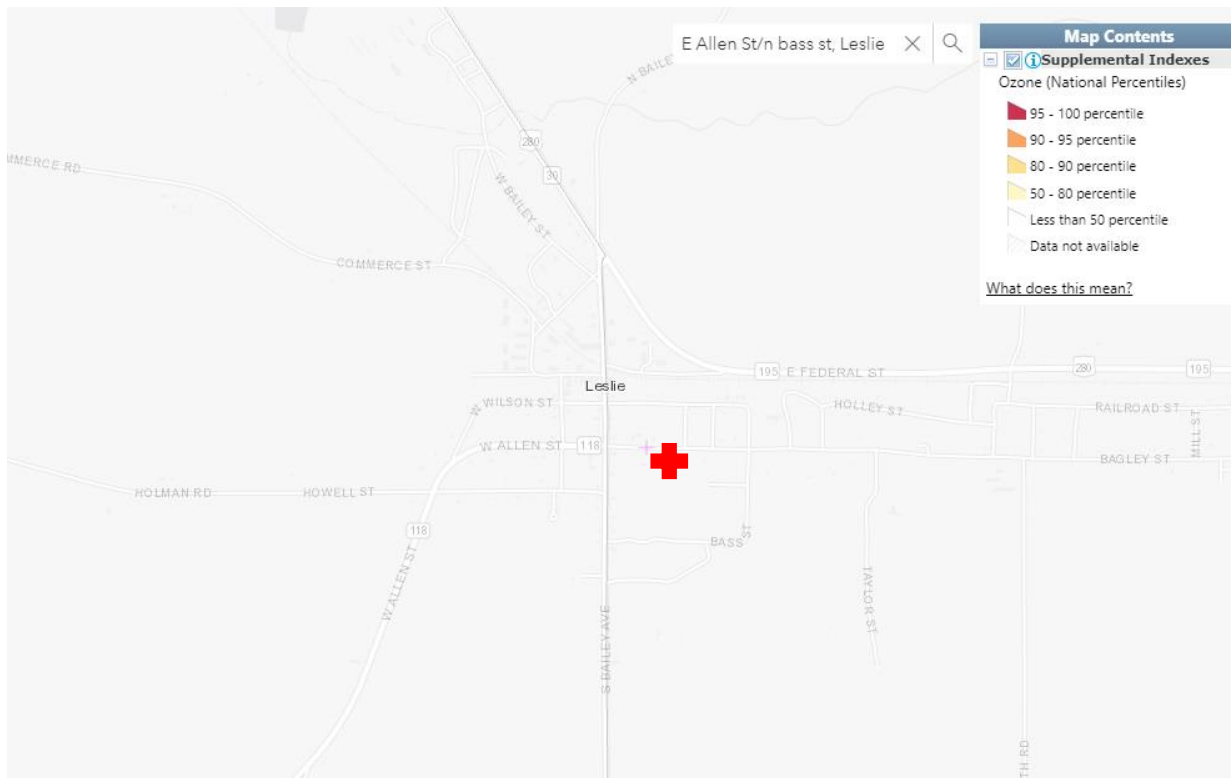 E Allen St/n bass st, Leslie
Map Contents
Supplemental Indexes
Ozone (National Percentiles)
95 - 100 percentile
90 - 95 percentile
80 - 90 percentile
50 - 80 percentile
Less than 50 percentile
Data not available
What does this mean?
N BAILEY
280
30
W BAILEY ST
MMERCE RD
COMMERCE ST
195
E FEDERAL ST
280
195
Leslie
W WILSON ST
HOLLEY ST
RAILROAD ST
MILL ST
W ALLEN ST
118
BAGLEY ST
HOLMAN RD
HOWELL ST
118
BASS ST
W ALLEN ST
TAYLOR ST
S BAILEY AVE
TH RD